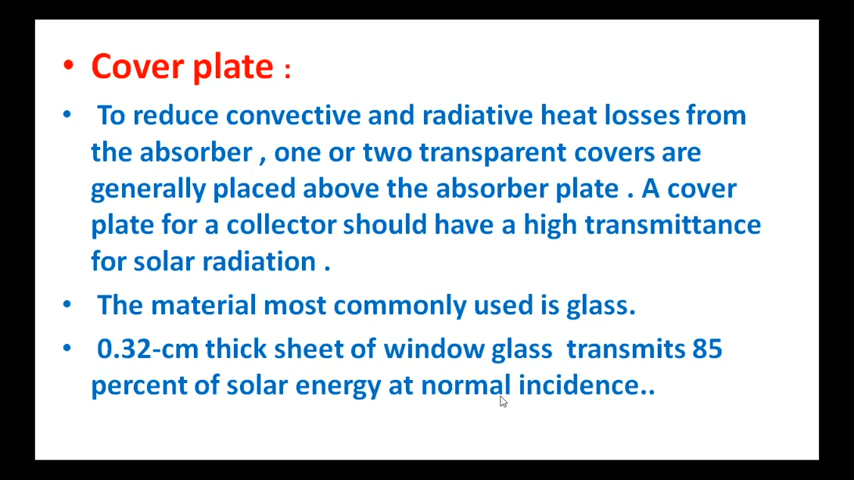 • Cover plate :
• To reduce convective and radiative heat losses from
the absorber , one or two transparent covers are
generally placed above the absorber plate . A cover
plate for a collector should have a high transmittance
for solar radiation .
• The material most commonly used is glass.
• 0.32-cm thick sheet of window glass transmits 85
percent of solar energy at normal incidence..